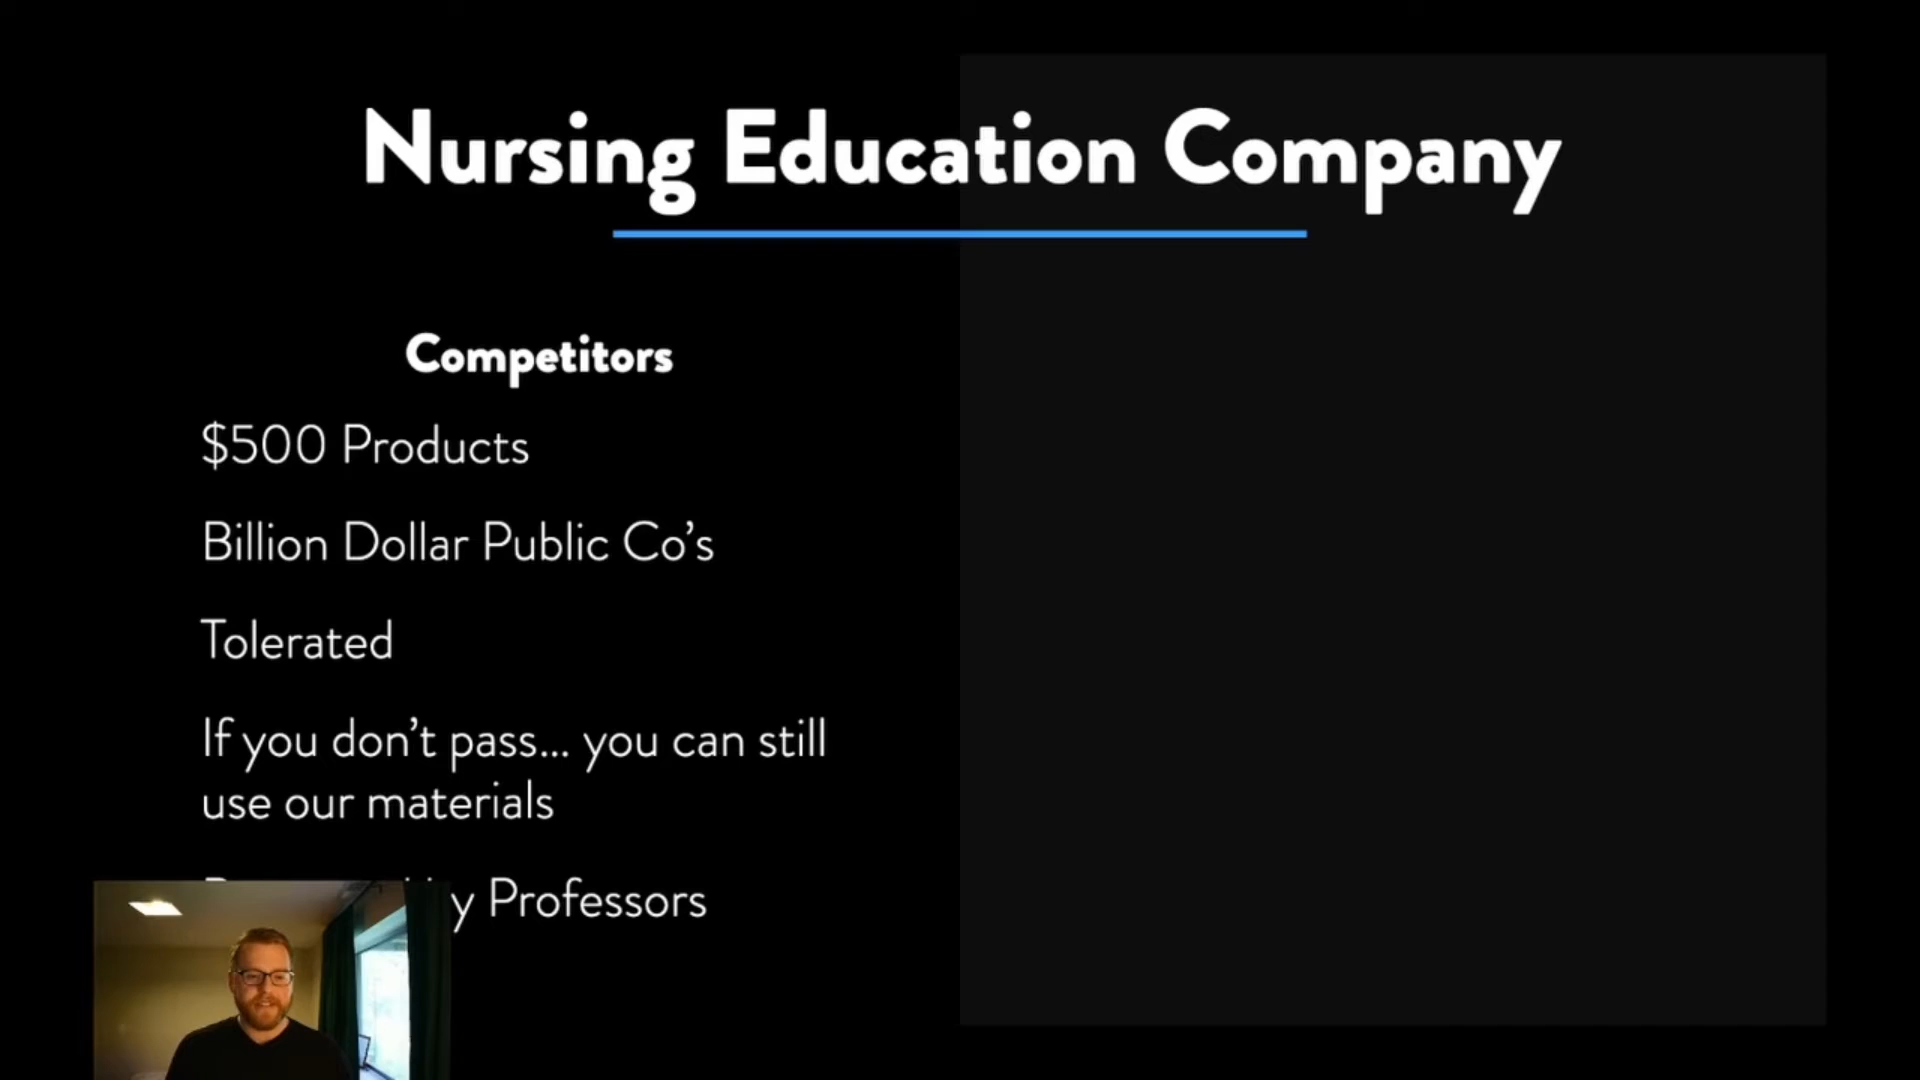 Nursing Education Company
Competitors
$500 Products
Billion Dollar Public Co’s
Tolerated
If you don’t pass... you can still
use our materials
Professors